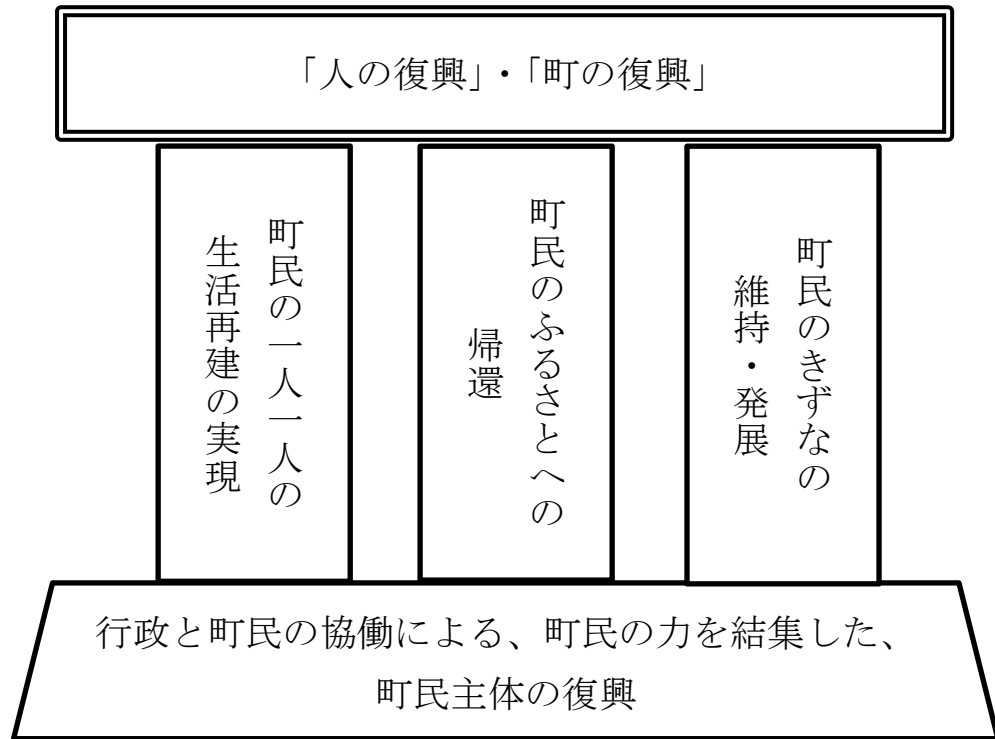 「人の復興」・「町の復興」
町民の一人一人の
生活再建の実現
町民のふるさとへの
帰還
町民のきずなの
維持・発展
行政と町民の協働による、町民の力を結集した、
町民主体の復興